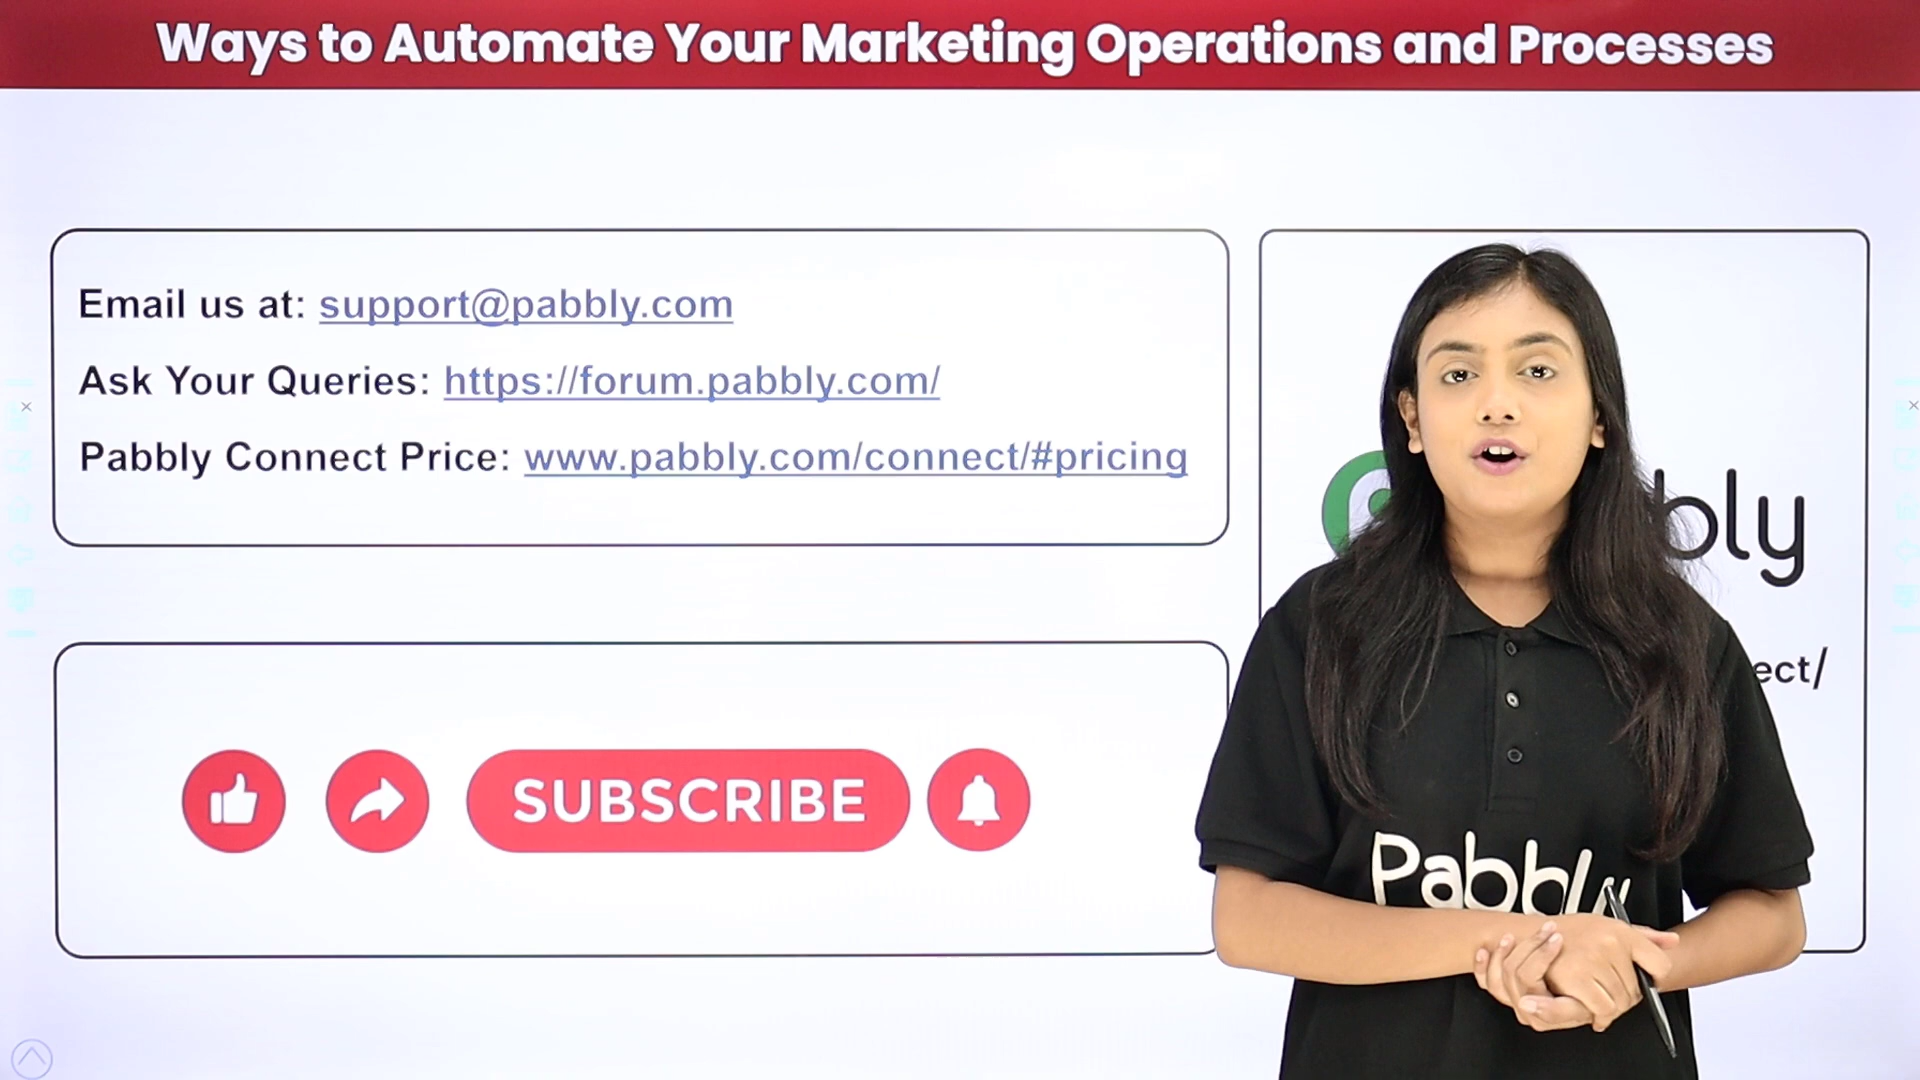 Ways to Automate Your Marketing Operations and Processes
Email us at: support@pabbly.com
Ask Your Queries: https://forum.pabbly.com/
Pabbly Connect Price: www.pabbly.com/connect/#pricing
bly
ect/
SUBSCRIBE
Pabbly